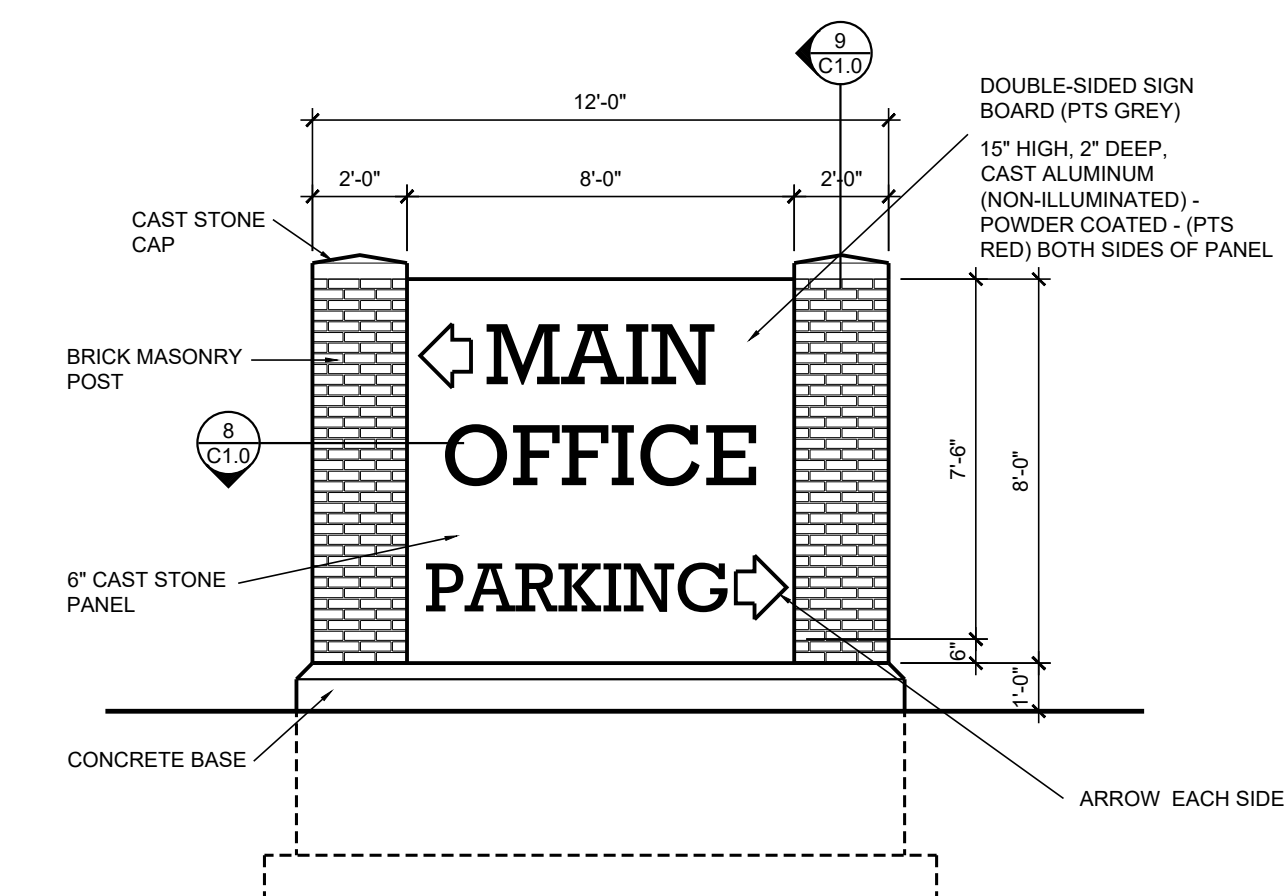 9
C1.0
DOUBLE-SIDED SIGN
BOARD (PTS GREY)
12'-0"
15" HIGH, 2" DEEP,
CAST ALUMINUM
(NON-ILLUMINATED) -
POWDER COATED - (PTS
RED) BOTH SIDES OF PANEL
2'-0"
8'-0"
2'-0"
CAST STONE
CAP
MAIN
BRICK MASONRY
POST
8
C1.0
OFFICE
7'-6"
8'-0"
6" CAST STONE
PANEL
PARKING
6"
1'-0"
CONCRETE BASE
ARROW EACH SIDE